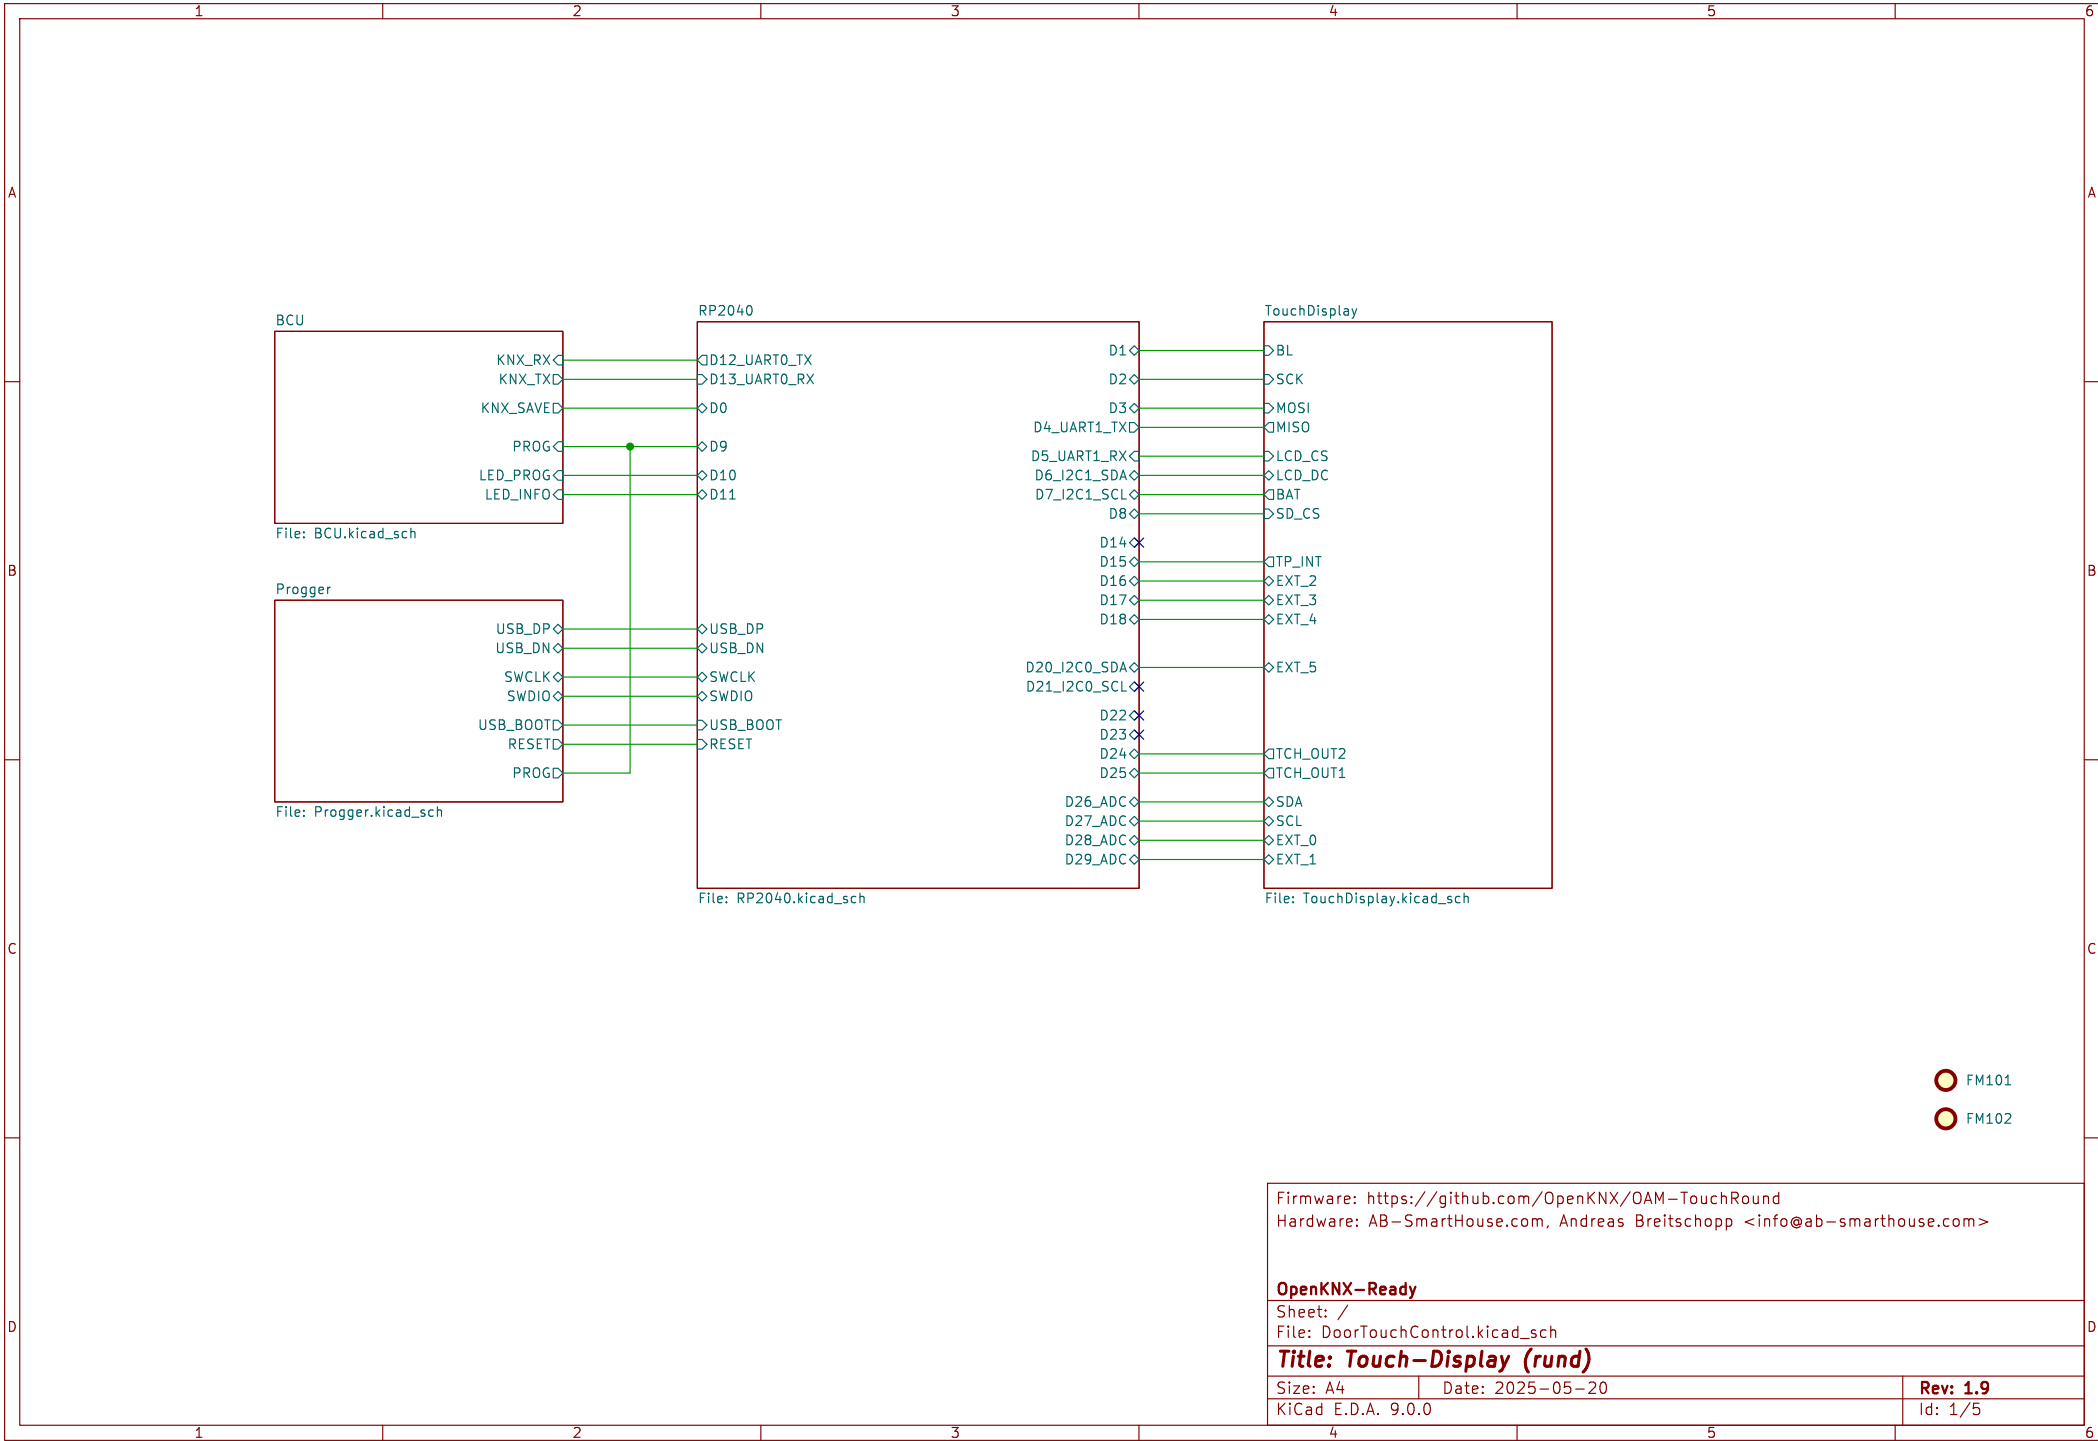 1 2 3 4 5 6
A A
B B
C C
D D
BCU
KNX_RX
KNX_TX
KNX_SAVE
PROG
LED_PROG
LED_INFO
File: BCU.kicad_sch
Progger
USB_DP
USB_DN
SWCLK
SWDIO
USB_BOOT
RESET
PROG
File: Progger.kicad_sch
RP2040
D12_UART0_TX
D13_UART0_RX
D0
D9
D10
D11
USB_DP
USB_DN
SWCLK
SWDIO
USB_BOOT
RESET
D1
D2
D3
D4_UART1_TX
D5_UART1_RX
D6_I2C1_SDA
D7_I2C1_SCL
D8
D14
D15
D16
D17
D18
D20_I2C0_SDA
D21_I2C0_SCL
D22
D23
D24
D25
D26_ADC
D27_ADC
D28_ADC
D29_ADC
File: RP2040.kicad_sch
TouchDisplay
BL
SCK
MOSI
MISO
LCD_CS
LCD_DC
BAT
SD_CS
TP_INT
EXT_2
EXT_3
EXT_4
EXT_5
TCH_OUT2
TCH_OUT1
SDA
SCL
EXT_0
EXT_1
File: TouchDisplay.kicad_sch
FM101
FM102
Firmware: https://github.com/OpenKNX/OAM-TouchRound
Hardware: AB-SmartHouse.com, Andreas Breitschopp <info@ab-smarthouse.com>
OpenKNX-Ready
Sheet: /
File: DoorTouchControl.kicad_sch
Title: Touch-Display (rund)
Size: A4 Date: 2025-05-20 Rev: 1.9
KiCad E.D.A. 9.0.0 Id: 1/5
1 2 3 4 5 6